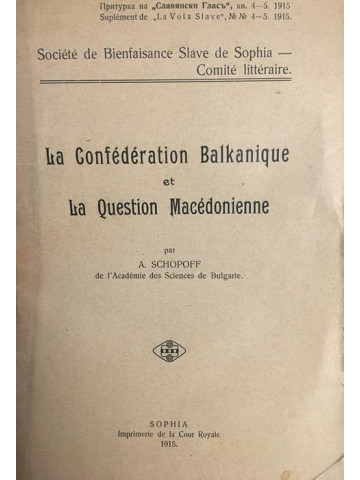 Притурка на „Славянски Гласъ“, кн. 4—5. 1915
Suplément de „La Voix Slave“, №№ 4—5. 1915.
Société de Bienfaisance Slave de Sophia —
Comité littéraire.
La Confédération Balkanique
et
La Question Macédonienne
par
A. SCHOPOFF
de l'Académie des Sciences de Bulgarie.
SOPHIA
Imprimerie de la Cour Royale
1915.